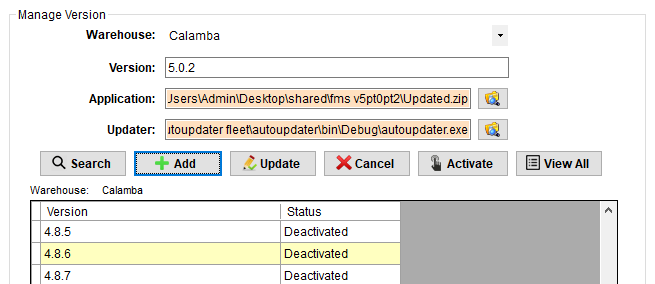 Manage Version
Warehouse: Calamba
Version: 5.0.2
Application: Users\Admin\Desktop\shared\fms v5pt0pt2\Updated.zip
Updater: utoupdater fleet\autoupdater\bin\Debug\autoupdater.exe
Search Add Update Cancel Activate View All
Warehouse: Calamba
Version Status
4.8.5 Deactivated
4.8.6 Deactivated
4.8.7 Deactivated